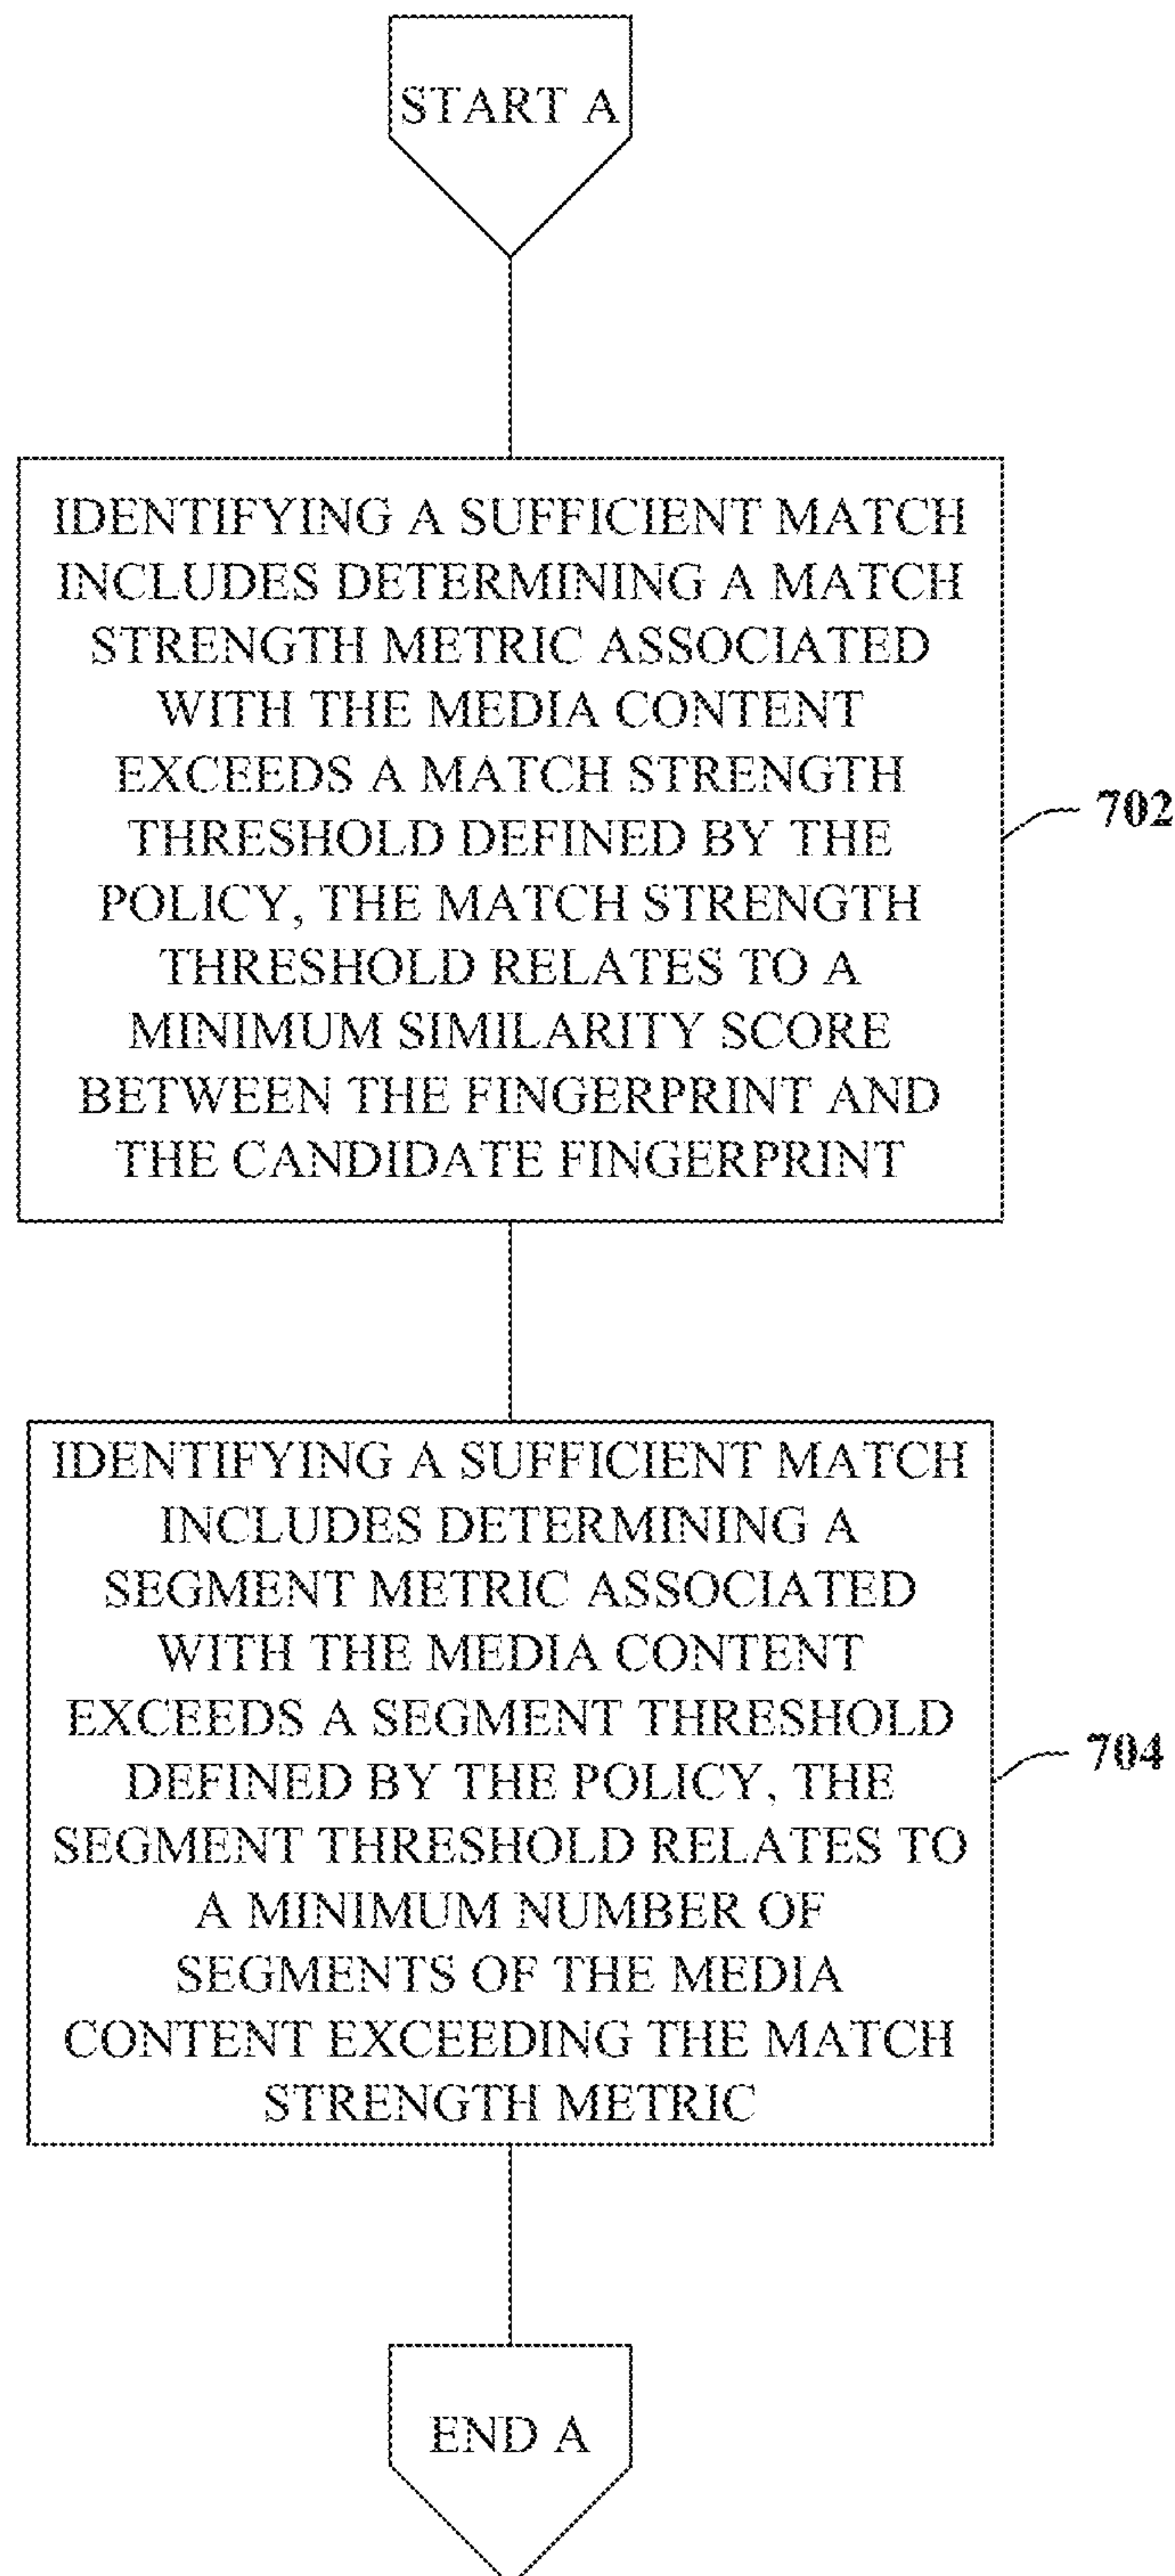 START A
IDENTIFYING A SUFFICIENT MATCH
INCLUDES DETERMINING A MATCH
STRENGTH METRIC ASSOCIATED
WITH THE MEDIA CONTENT
EXCEEDS A MATCH STRENGTH
THRESHOLD DEFINED BY THE
POLICY, THE MATCH STRENGTH
THRESHOLD RELATES TO A
MINIMUM SIMILARITY SCORE
BETWEEN THE FINGERPRINT AND
THE CANDIDATE FINGERPRINT
702
IDENTIFYING A SUFFICIENT MATCH
INCLUDES DETERMINING A
SEGMENT METRIC ASSOCIATED
WITH THE MEDIA CONTENT
EXCEEDS A SEGMENT THRESHOLD
DEFINED BY THE POLICY, THE
SEGMENT THRESHOLD RELATES TO
A MINIMUM NUMBER OF
SEGMENTS OF THE MEDIA
CONTENT EXCEEDING THE MATCH
STRENGTH METRIC
704
END A